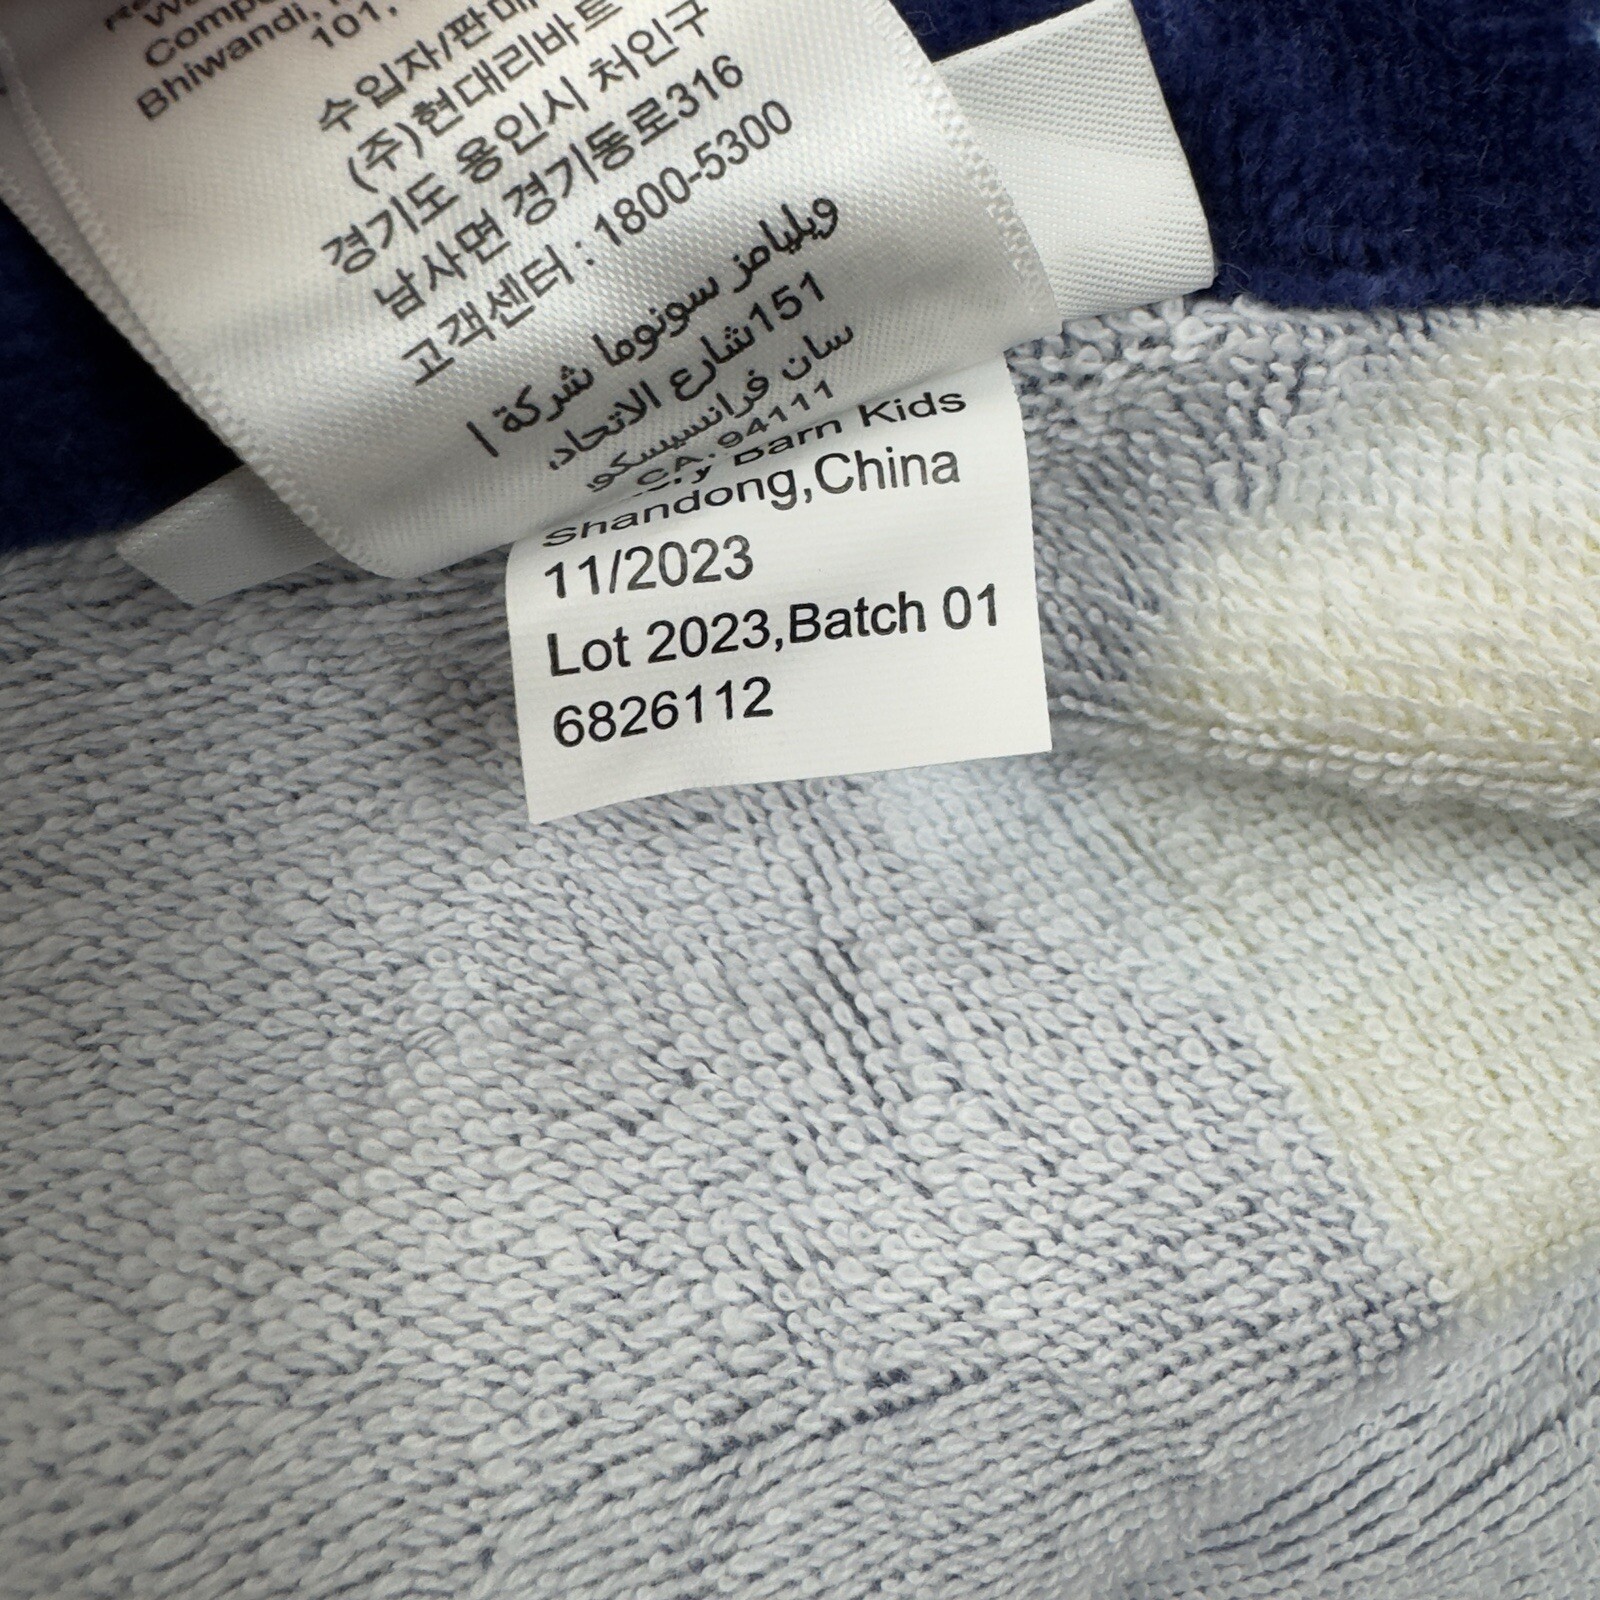 Bhiwandi,
101,
수입자/판매
(주)현대리바트
경기도 용인시 처인구
남사면 경기동로316
고객센터 : 1800-5300
ويليامز سونوما شركة ا
151شارع الاتحاد,
سان فرانسيسكو,
CA. 94111
Barn Kids
Shandong,China
11/2023
Lot 2023,Batch 01
6826112